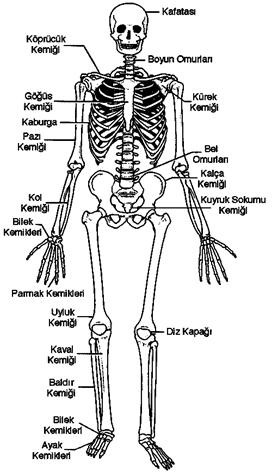 Kafatası
Köprücük
Kemiği
Boyun Omurları
Göğüs
Kemiği
Kürek
Kemiği
Kaburga
Pazı
Kemiği
Bel
Omurları
Kalça
Kemiği
Kol
Kemiği
Kuyruk Sokumu
Kemiği
Bilek
Kemikleri
Parmak Kemikleri
Uyluk
Kemiği
Diz Kapağı
Kaval
Kemiği
Baldır
Kemiği
Bilek
Kemikleri
Ayak
Kemikleri